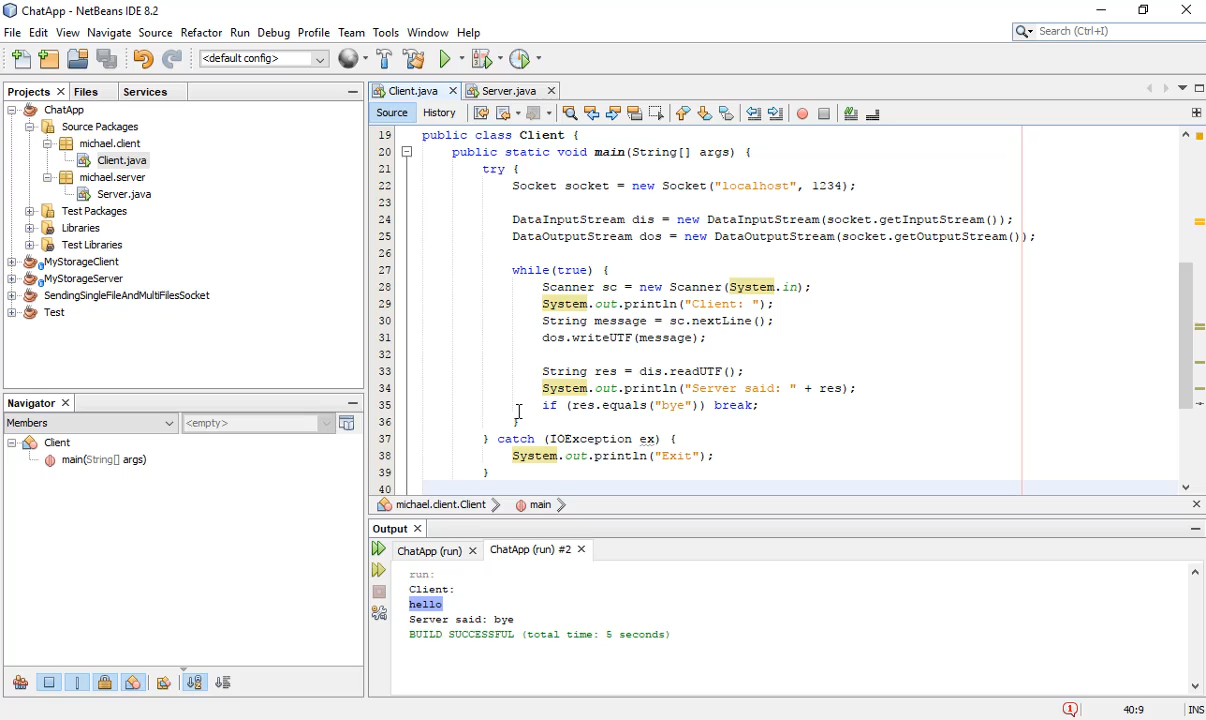 ChatApp - NetBeans IDE 8.2
File Edit View Navigate Source Refactor Run Debug Profile Team Tools Window Help
Search (Ctrl+I)
<default config>
Projects Files Services
ChatApp
Source Packages
michael.client
Client.java
michael.server
Server.java
Test Packages
Libraries
Test Libraries
MyStorageClient
MyStorageServer
SendingSingleFileAndMultiFilesSocket
Test
Navigator
Members
<empty>
Client
main(String[] args)
Client.java Server.java
Source History
19 public class Client {
20 public static void main(String[] args) {
21 try {
22 Socket socket = new Socket("localhost", 1234);
23
24 DataInputStream dis = new DataInputStream(socket.getInputStream());
25 DataOutputStream dos = new DataOutputStream(socket.getOutputStream());
26
27 while(true) {
28 Scanner sc = new Scanner(System.in);
29 System.out.println("Client: ");
30 String message = sc.nextLine();
31 dos.writeUTF(message);
32
33 String res = dis.readUTF();
34 System.out.println("Server said: " + res);
35 if (res.equals("bye")) break;
36 }
37 } catch (IOException ex) {
38 System.out.println("Exit");
39 }
40
michael.client.Client main
Output
ChatApp (run) ChatApp (run) #2
run:
Client:
hello
Server said: bye
BUILD SUCCESSFUL (total time: 5 seconds)
1 40:9 INS